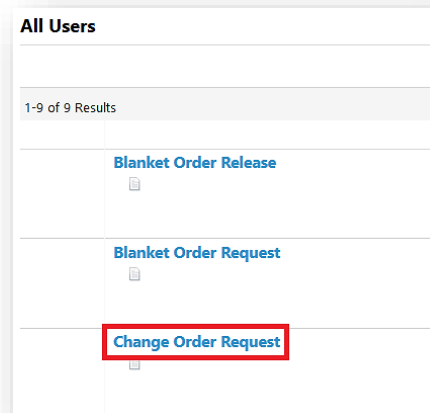 All Users
1-9 of 9 Results
Blanket Order Release
Blanket Order Request
Change Order Request